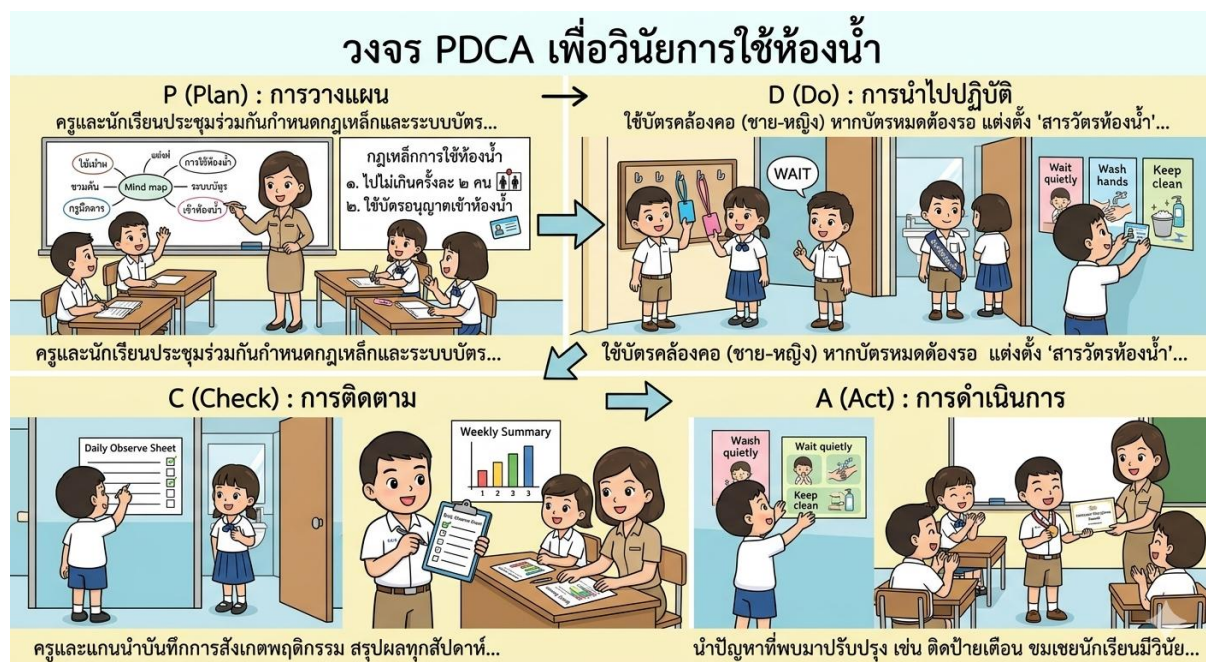 วงจร PDCA เพื่อวินัยการใช้ห้องน้ำ
P (Plan) : การวางแผน
ครูและนักเรียนประชุมร่วมกันกำหนดกฎเหล็กและระบบบัตร...
แบ่งพ่
การใช้ห้องน้ำ
Mind map
เข้าห้องน้ำ
กฎเหล็กการใช้ห้องน้ำ
๑. ไปไม่เกินครั้งละ ๒ คน
๒. ใช้บัตรอนุญาตเข้าห้องน้ำ
ครูและนักเรียนประชุมร่วมกันกำหนดกฎเหล็กและระบบบัตร...
D (Do) : การนำไปปฏิบัติ
ใช้บัตรคล้องคอ (ชาย-หญิง) หากบัตรหมดต้องรอ แต่งตั้ง 'สารวัตรห้องน้ำ'...
WAIT
Wait
quietly
Wash
hands
Keep
clean
ใช้บัตรคล้องคอ (ชาย-หญิง) หากบัตรหมดต้องรอ แต่งตั้ง 'สารวัตรห้องน้ำ'...
C (Check) : การติดตาม
Daily Observe Sheet
Weekly Summary
1 2 3 3
ครูและแกนนำบันทึกการสังเกตพฤติกรรม สรุปผลทุกสัปดาห์...
A (Act) : การดำเนินการ
Waish
quietly
Wait quietly
Keep
clean
นำปัญหาที่พบมาปรับปรุง เช่น ติดป้ายเตือน ชมเชยนักเรียนมีวินัย...